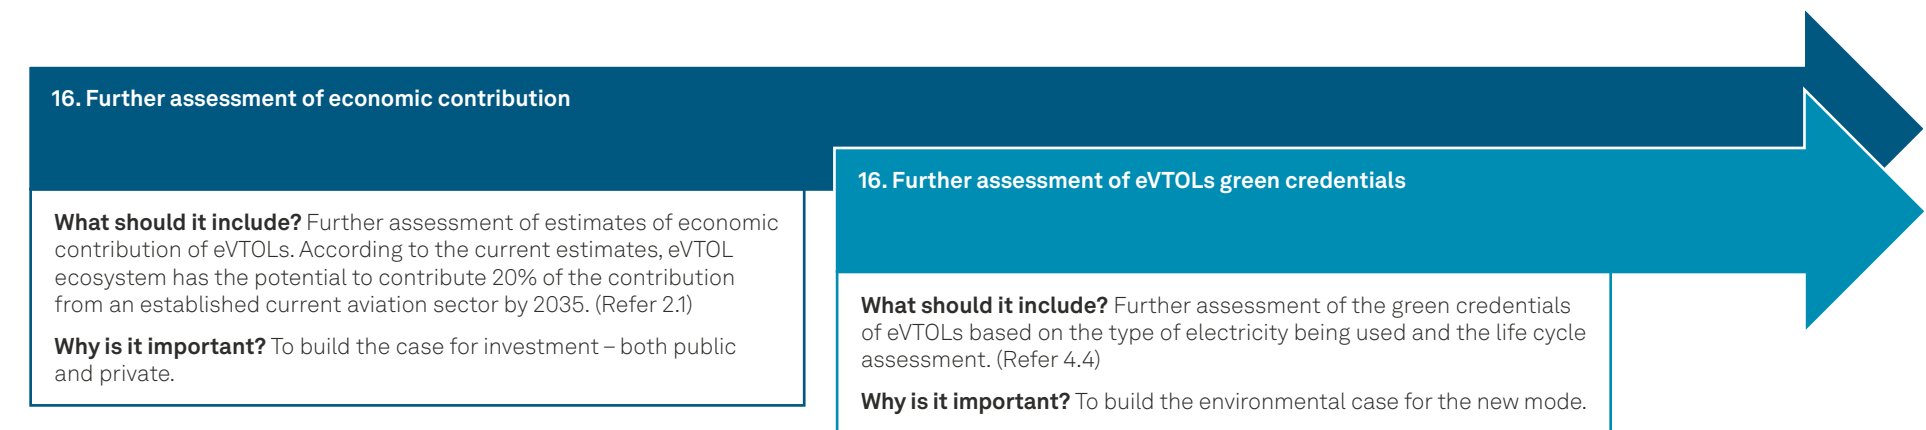 16. Further assessment of economic contribution
What should it include? Further assessment of estimates of economic
contribution of eVTOLs. According to the current estimates, eVTOL
ecosystem has the potential to contribute 20% of the contribution
from an established current aviation sector by 2035. (Refer 2.1)
Why is it important? To build the case for investment – both public
and private.
16. Further assessment of eVTOLs green credentials
What should it include? Further assessment of the green credentials
of eVTOLs based on the type of electricity being used and the life cycle
assessment. (Refer 4.4)
Why is it important? To build the environmental case for the new mode.